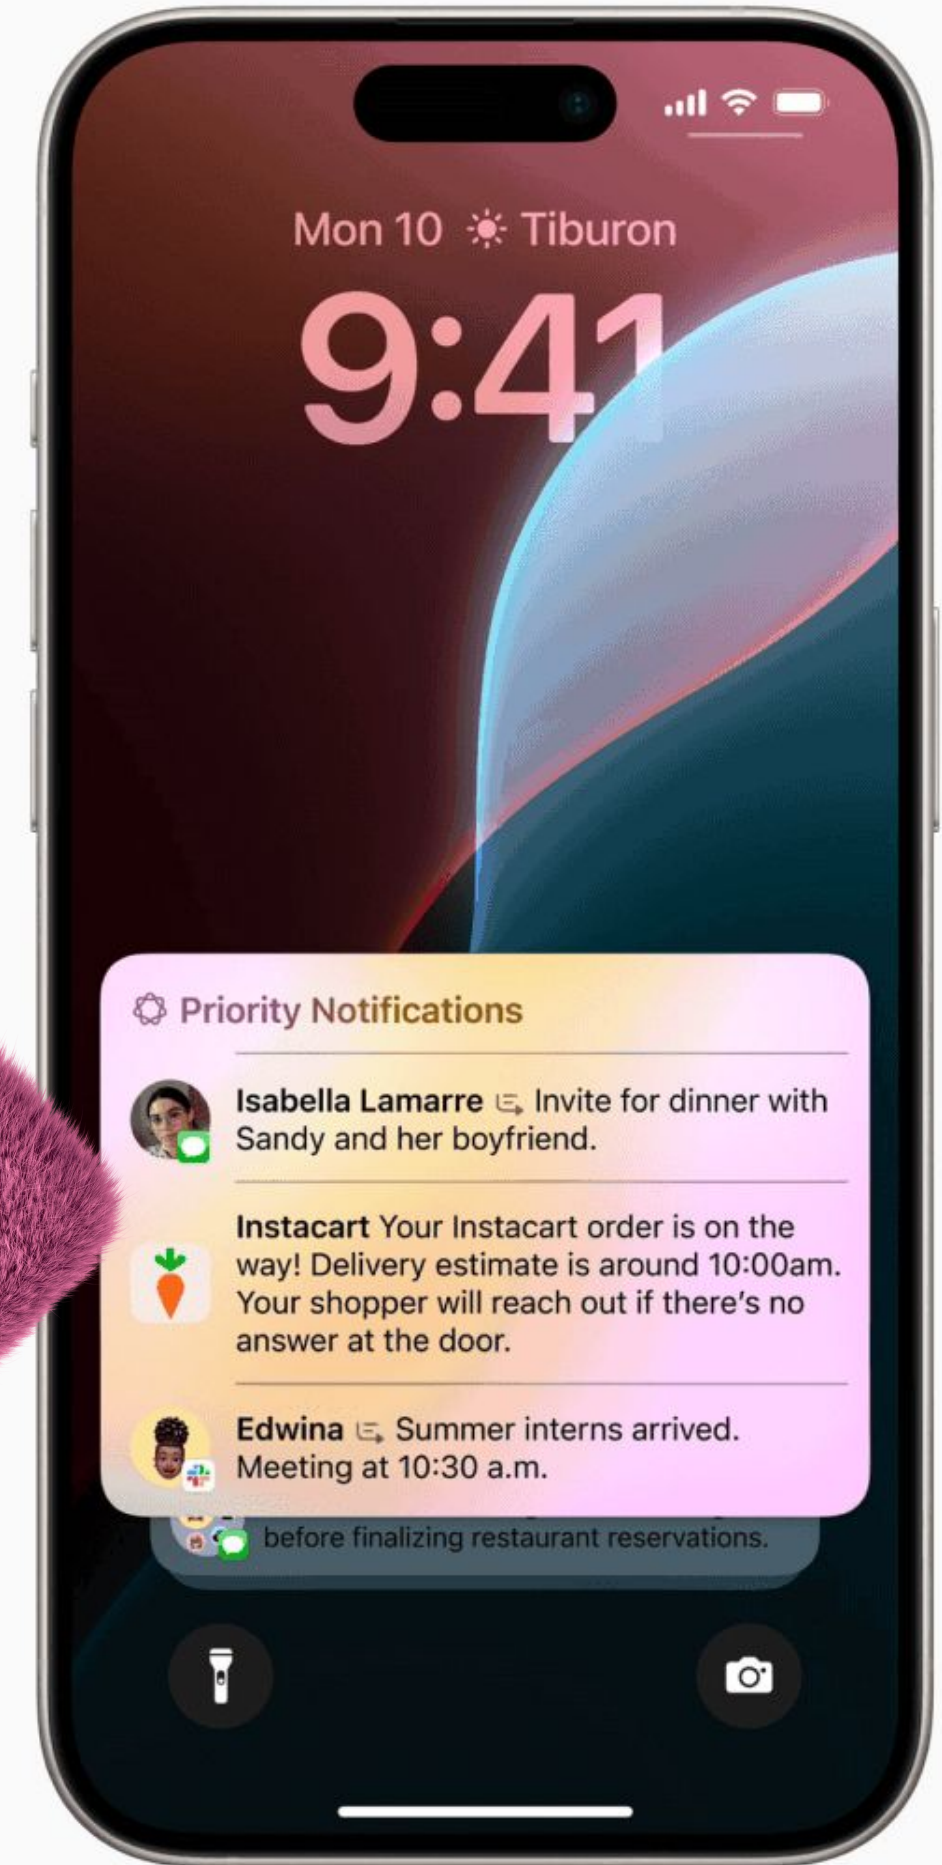 Mon 10 Tiburon
9:41
Priority Notifications
Isabella Lamarre Invite for dinner with
Sandy and her boyfriend.
Instacart Your Instacart order is on the
way! Delivery estimate is around 10:00am.
Your shopper will reach out if there's no
answer at the door.
Edwina Summer interns arrived.
Meeting at 10:30 a.m.
before finalizing restaurant reservations.